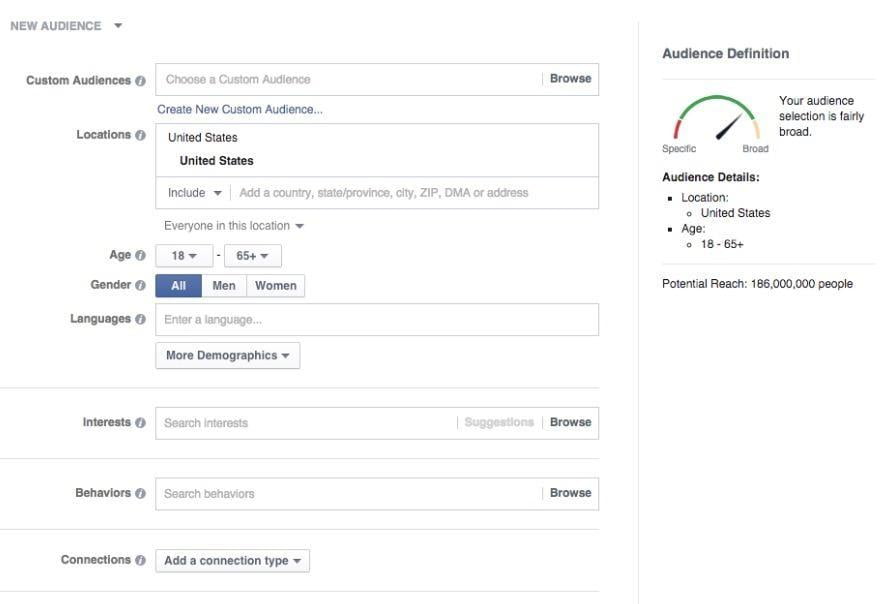 NEW AUDIENCE
Custom Audiences
Choose a Custom Audience
Browse
Create New Custom Audience...
Locations
United States
United States
Include
Add a country, state/province, city, ZIP, DMA or address
Everyone in this location
Age
18 - 65+
Gender
All Men Women
Languages
Enter a language...
More Demographics
Interests
Search interests
Suggestions
Browse
Behaviors
Search behaviors
Browse
Connections
Add a connection type
Audience Definition
Specific
Broad
Your audience
selection is fairly
broad.
Audience Details:
Location:
United States
Age:
18 - 65+
Potential Reach: 186,000,000 people